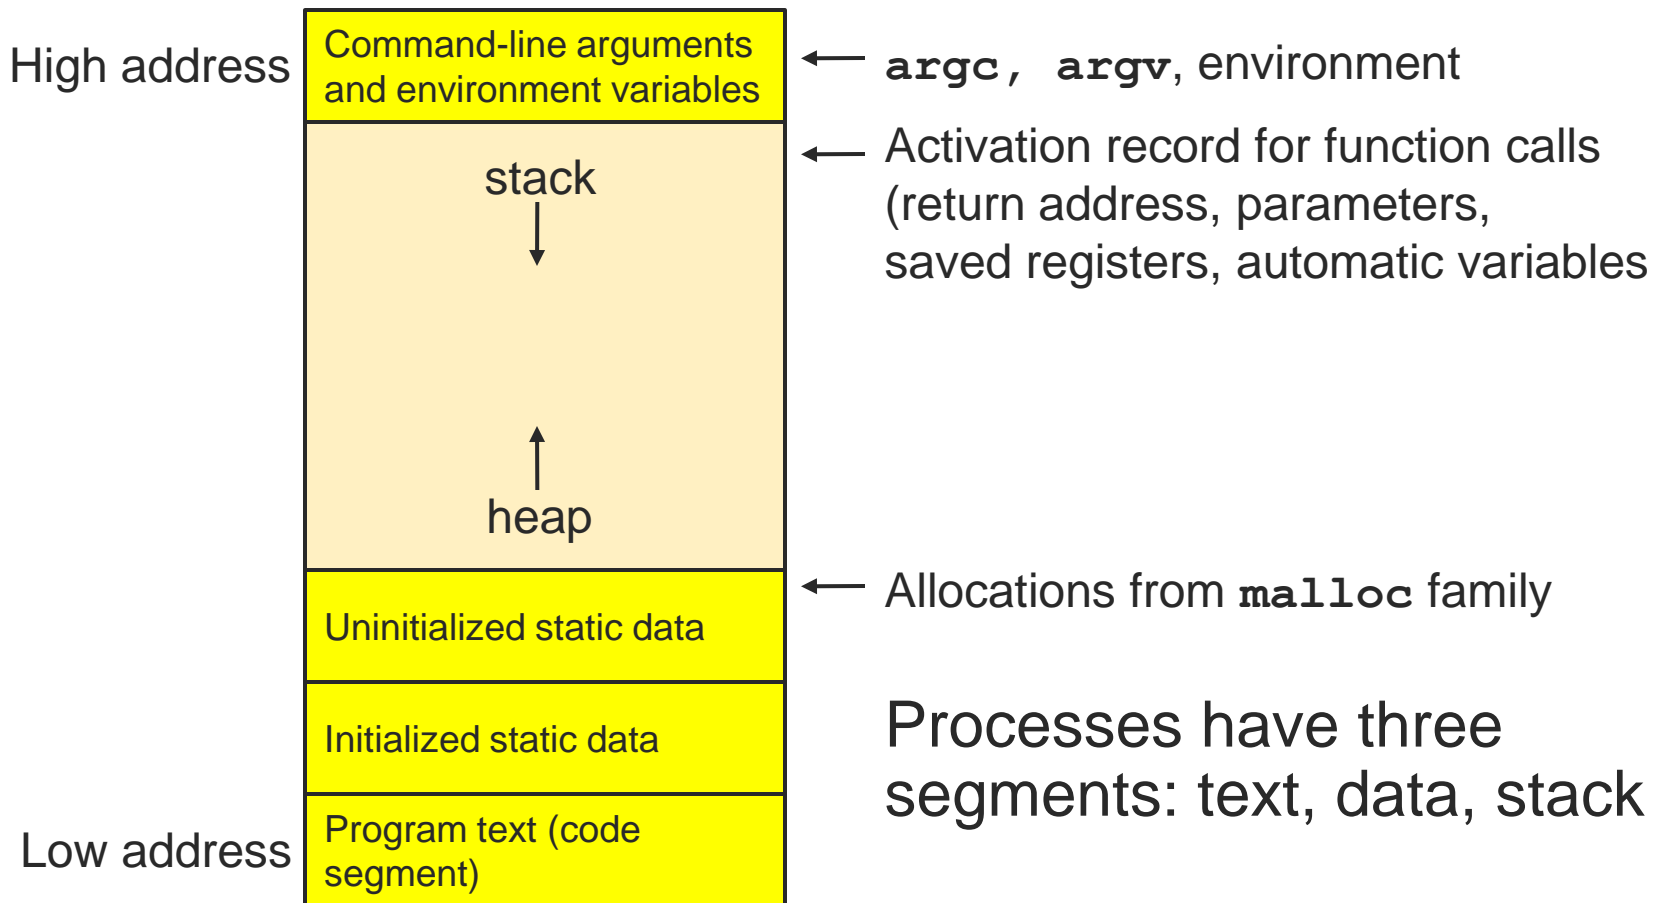 High address
Command-line arguments
and environment variables
argc, argv, environment
stack
Activation record for function calls
(return address, parameters,
saved registers, automatic variables
heap
Allocations from malloc family
Uninitialized static data
Initialized static data
Processes have three
segments: text, data, stack
Low address
Program text (code
segment)